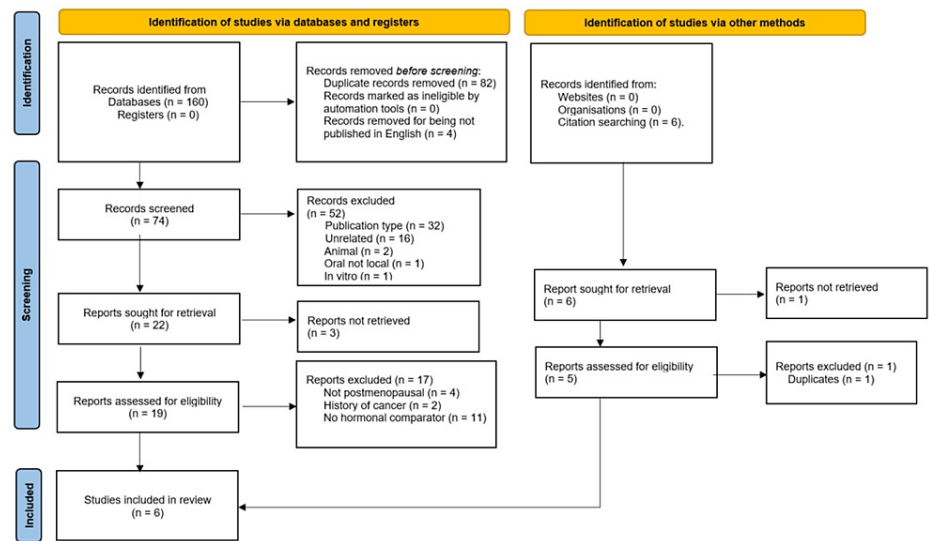 Identification of studies via databases and registers
Identification of studies via other methods
Identification
Records identified from
Databases (n = 160)
Registers (n = 0)
Records removed before screening:
Duplicate records removed (n = 82)
Records marked as ineligible by
automation tools (n = 0)
Records removed for being not
published in English (n = 4)
Records identified from:
Websites (n = 0)
Organisations (n = 0)
Citation searching (n = 6).
Screening
Records screened
(n = 74)
Records excluded
(n = 52)
Publication type (n = 32)
Unrelated (n = 16)
Animal (n = 2)
Oral not local (n = 1)
In vitro (n = 1)
Reports sought for retrieval
(n = 22)
Reports not retrieved
(n = 3)
Report sought for retrieval
(n = 6)
Reports not retrieved
(n = 1)
Reports assessed for eligibility
(n = 19)
Reports excluded (n = 17)
Not postmenopausal (n = 4)
History of cancer (n = 2)
No hormonal comparator (n = 11)
Reports assessed for eligibility
(n = 5)
Reports excluded (n = 1)
Duplicates (n = 1)
Included
Studies included in review
(n = 6)